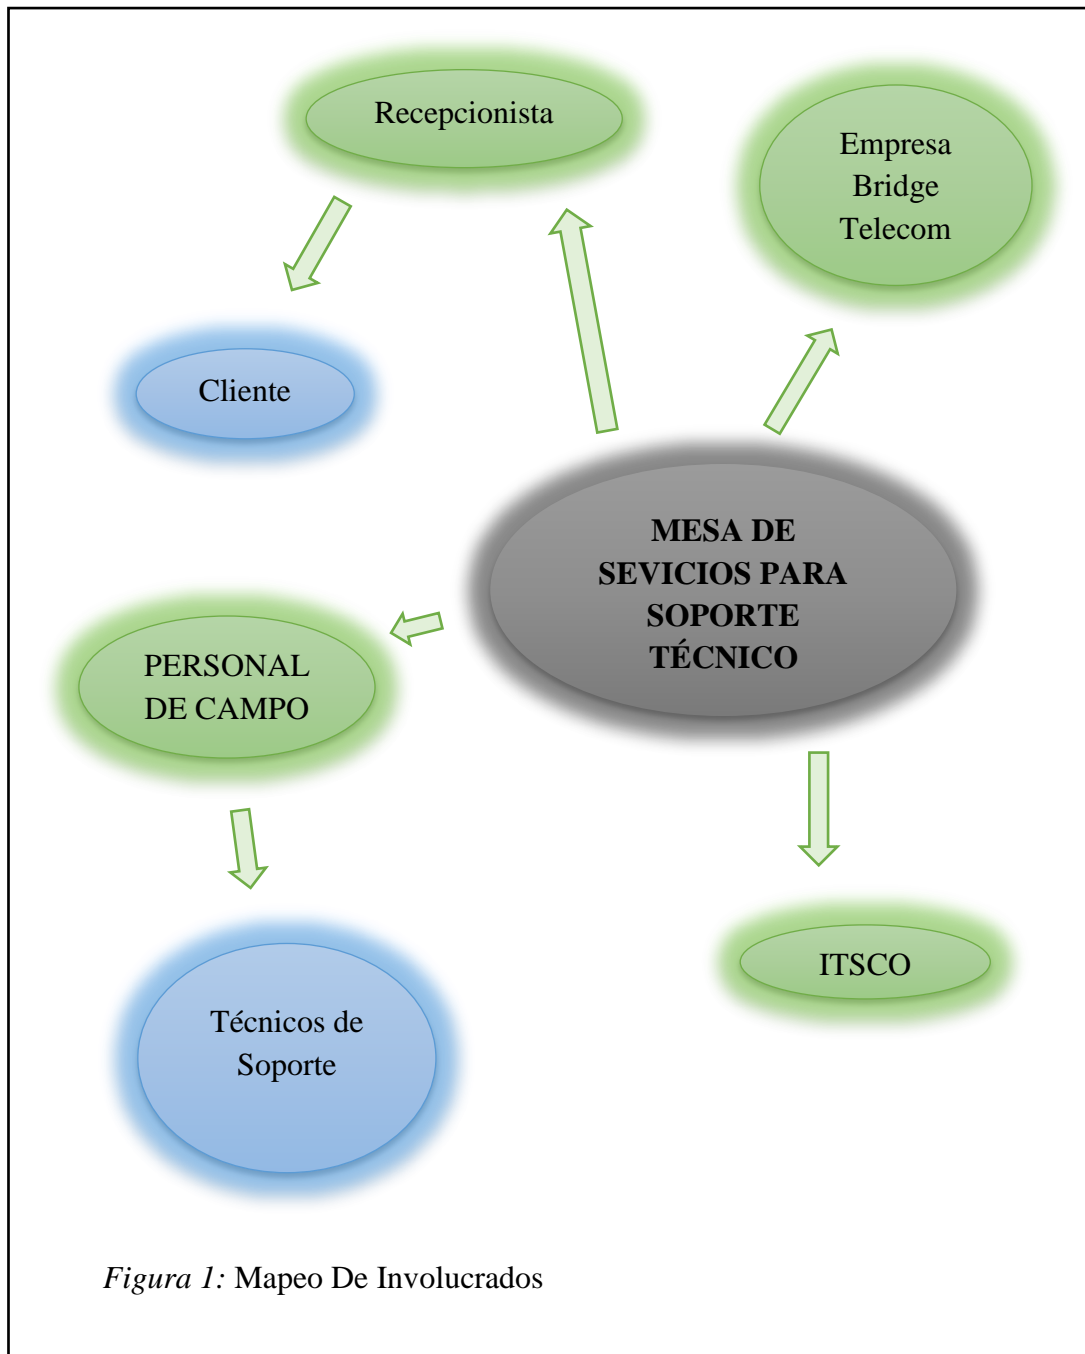 Recepcionista
Empresa
Bridge
Telecom
Cliente
MESA DE
SEVICIOS PARA
SOPORTE
TÉCNICO
PERSONAL
DE CAMPO
ITSCO
Técnicos de
Soporte
Figura 1: Mapeo De Involucrados